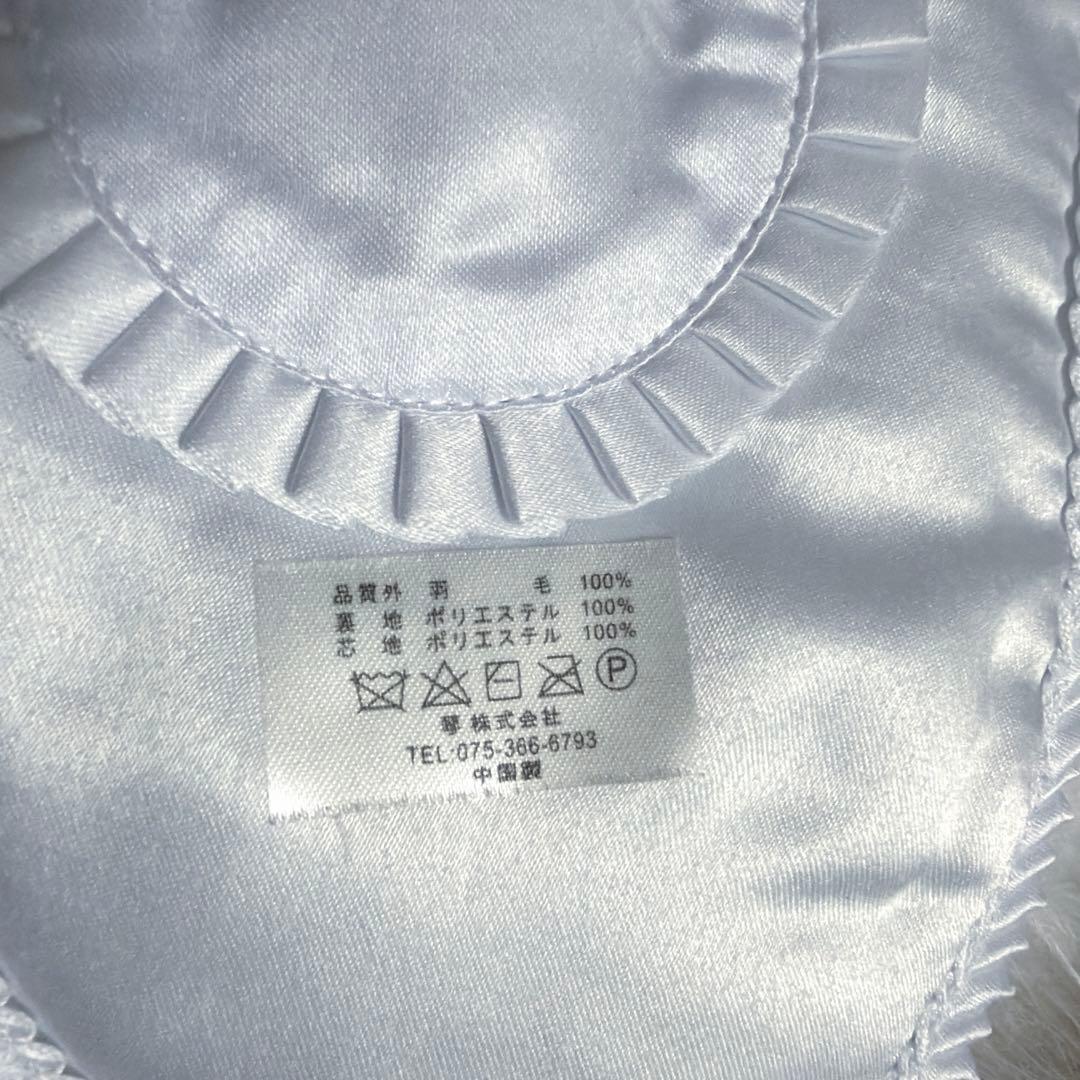 品質外 羽 毛 100%
裏 地 ポリエステル 100%
芯 地 ポリエステル 100%
P
株式会社
TEL:075-366-6793
中国製